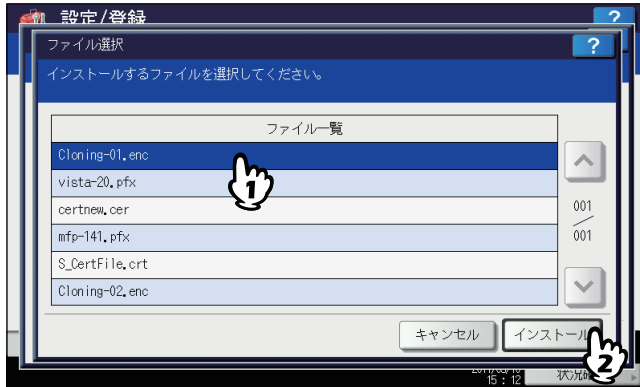 設定/登録
?
ファイル選択
?
インストールするファイルを選択してください。
ファイル一覧
Cloning-01.enc
vista-20.pfx
certnew.cer
mfp-141.pfx
S_CertFile.crt
Cloning-02.enc
001
001
1
キャンセル
インストール
2
15:12